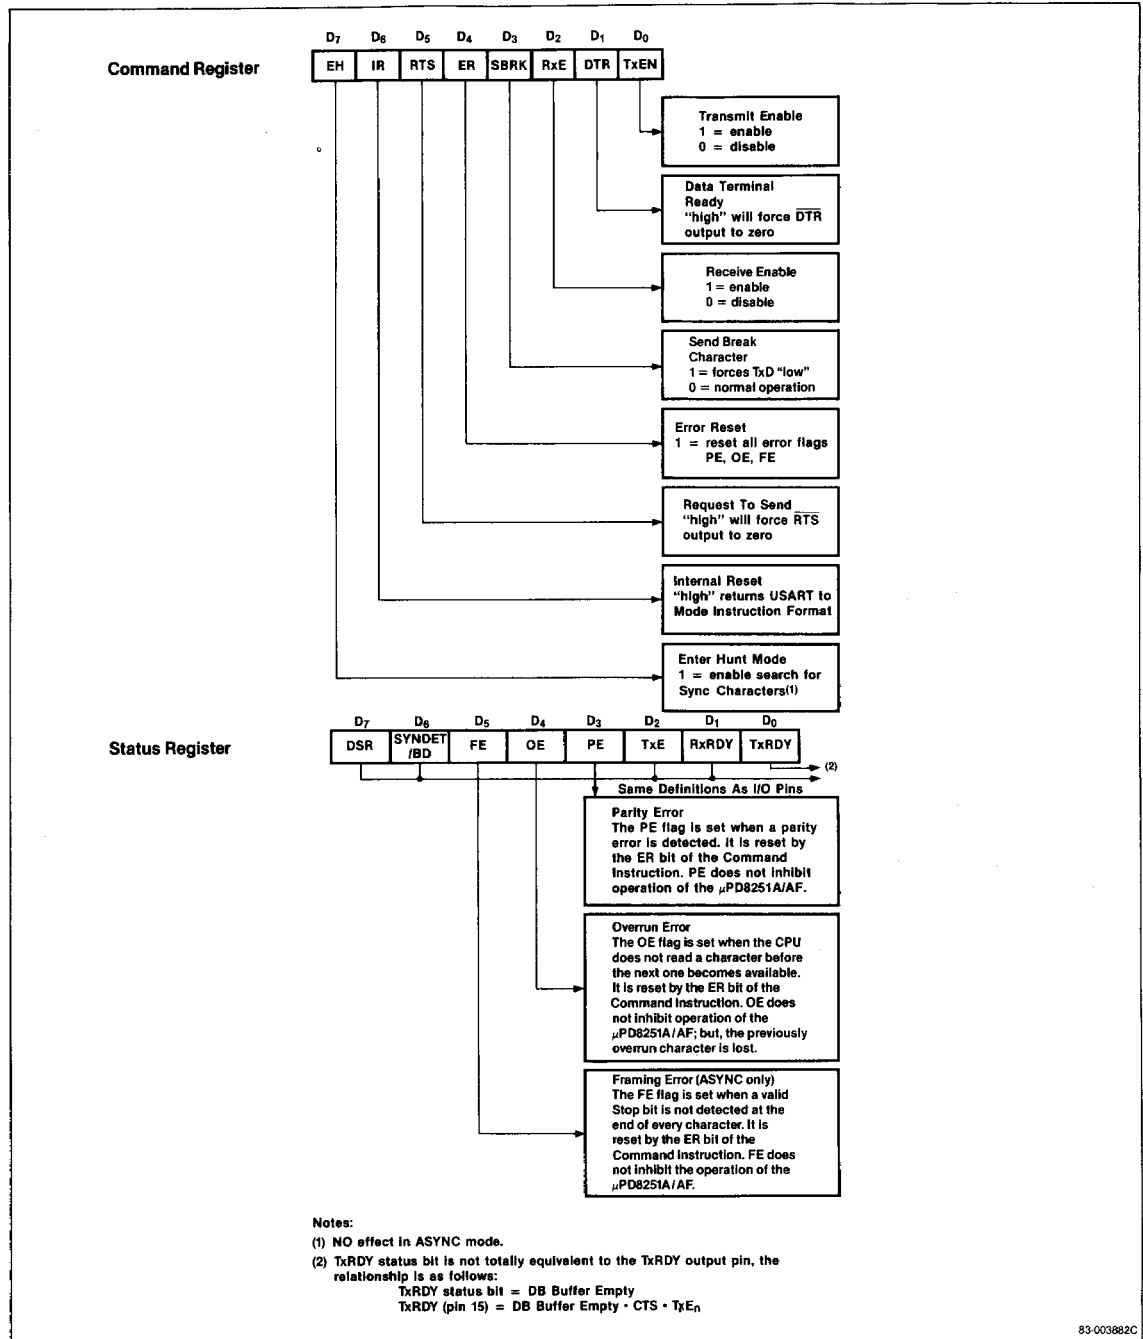 D7 D6 D5 D4 D3 D2 D1 D0
Command Register
EH IR RTS ER SBRK RxE DTR TxEN
Transmit Enable
1 = enable
0 = disable
Data Terminal
Ready
“high” will force D̅T̅R̅
output to zero
Receive Enable
1 = enable
0 = disable
Send Break
Character
1 = forces TxD “low”
0 = normal operation
Error Reset
1 = reset all error flags
PE, OE, FE
Request To Send
“high” will force R̅T̅S̅
output to zero
Internal Reset
“high” returns USART to
Mode Instruction Format
Enter Hunt Mode
1 = enable search for
Sync Characters(1)
D7 D6 D5 D4 D3 D2 D1 D0
Status Register
DSR SYNDET/BD FE OE PE TxE RxRDY TxRDY
(2)
Same Definitions As I/O Pins
Parity Error
The PE flag is set when a parity
error is detected. It is reset by
the ER bit of the Command
Instruction. PE does not inhibit
operation of the μPD8251A/AF.
Overrun Error
The OE flag is set when the CPU
does not read a character before
the next one becomes available.
It is reset by the ER bit of the
Command Instruction. OE does
not inhibit operation of the
μPD8251A/AF; but, the previously
overrun character is lost.
Framing Error (ASYNC only)
The FE flag is set when a valid
Stop bit is not detected at the
end of every character. It is
reset by the ER bit of the
Command Instruction. FE does
not inhibit the operation of the
μPD8251A/AF.
Notes:
(1) NO effect in ASYNC mode.
(2) TxRDY status bit is not totally equivalent to the TxRDY output pin, the
relationship is as follows:
TxRDY status bit = DB Buffer Empty
TxRDY (pin 15) = DB Buffer Empty • CTS • TxEn
83-003882C